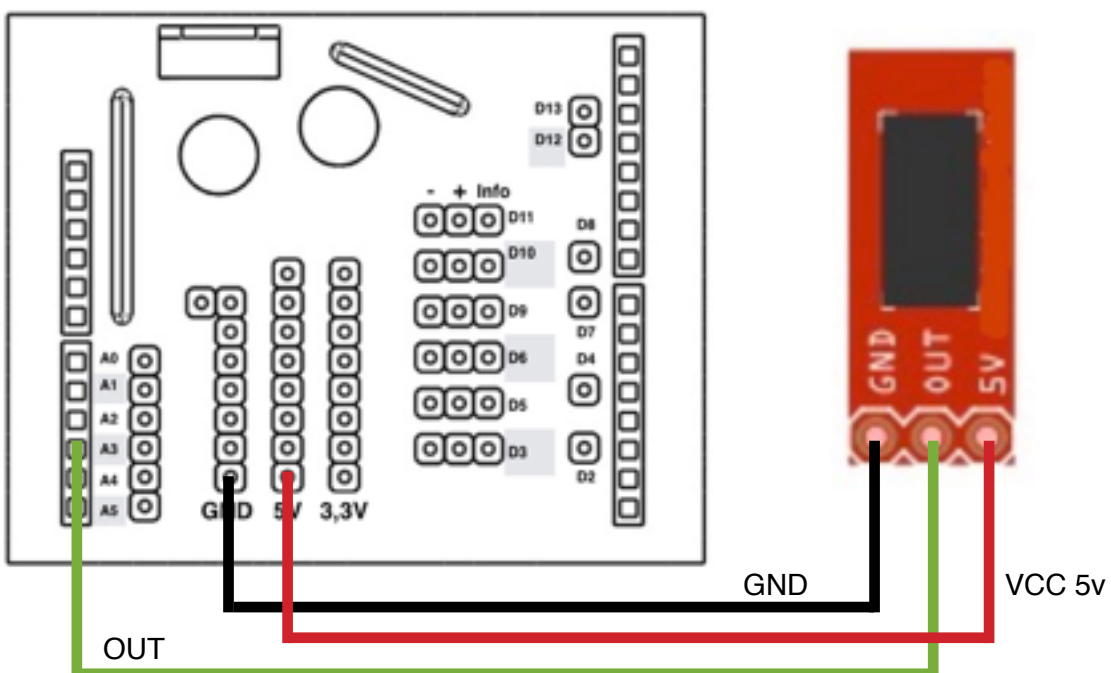 D13
D12
- + Info
D11
D8
D10
D9
D7
D6
D4
D5
D3
D2
A0
A1
A2
A3
A4
A5
GND 5V 3,3V
GND
OUT
5V
GND
VCC 5v
OUT